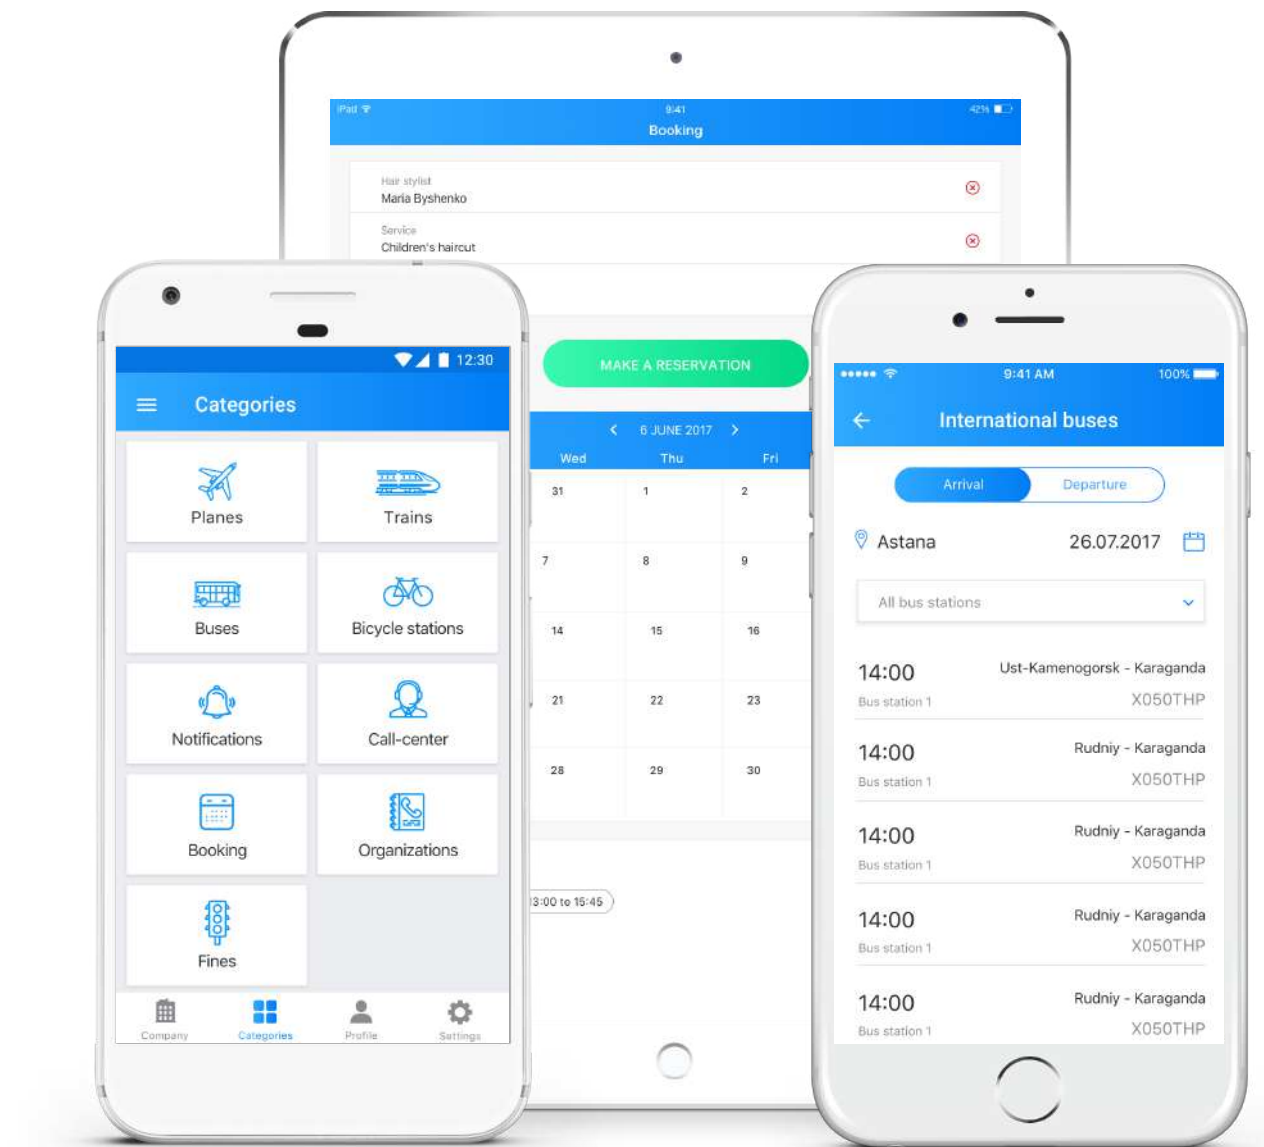 iPad
9:41
42%
Booking
Hair stylist
Maria Byshenko
Service
Children's haircut
MAKE A RESERVATION
6 JUNE 2017
Wed Thu Fri
31 1 2
7 8 9
14 15 16
21 22 23
28 29 30
13:00 to 15:45
12:30
Categories
Planes Trains
Buses Bicycle stations
Notifications Call-center
Booking Organizations
Fines
Company Categories Profile Settings
9:41 AM 100%
International buses
Arrival Departure
Astana 26.07.2017
All bus stations
14:00 Ust-Kamenogorsk - Karaganda
Bus station 1 X050THP
14:00 Rudniy - Karaganda
Bus station 1 X050THP
14:00 Rudniy - Karaganda
Bus station 1 X050THP
14:00 Rudniy - Karaganda
Bus station 1 X050THP
14:00 Rudniy - Karaganda
Bus station 1 X050THP